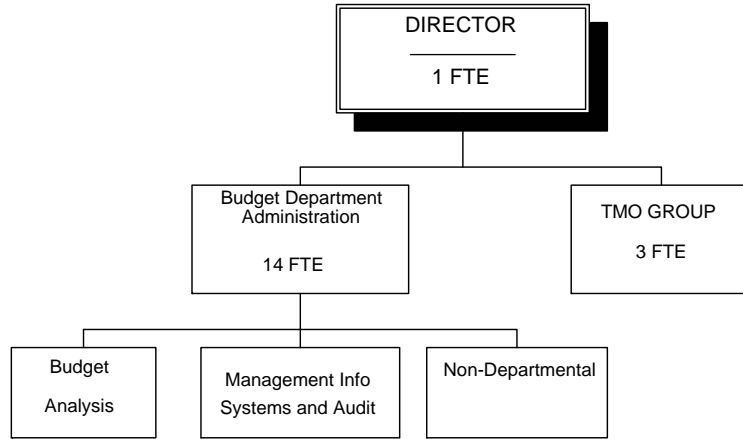 DIRECTOR
1 FTE
Budget Department
Administration
14 FTE
TMO GROUP
3 FTE
Budget
Analysis
Management Info
Systems and Audit
Non-Departmental